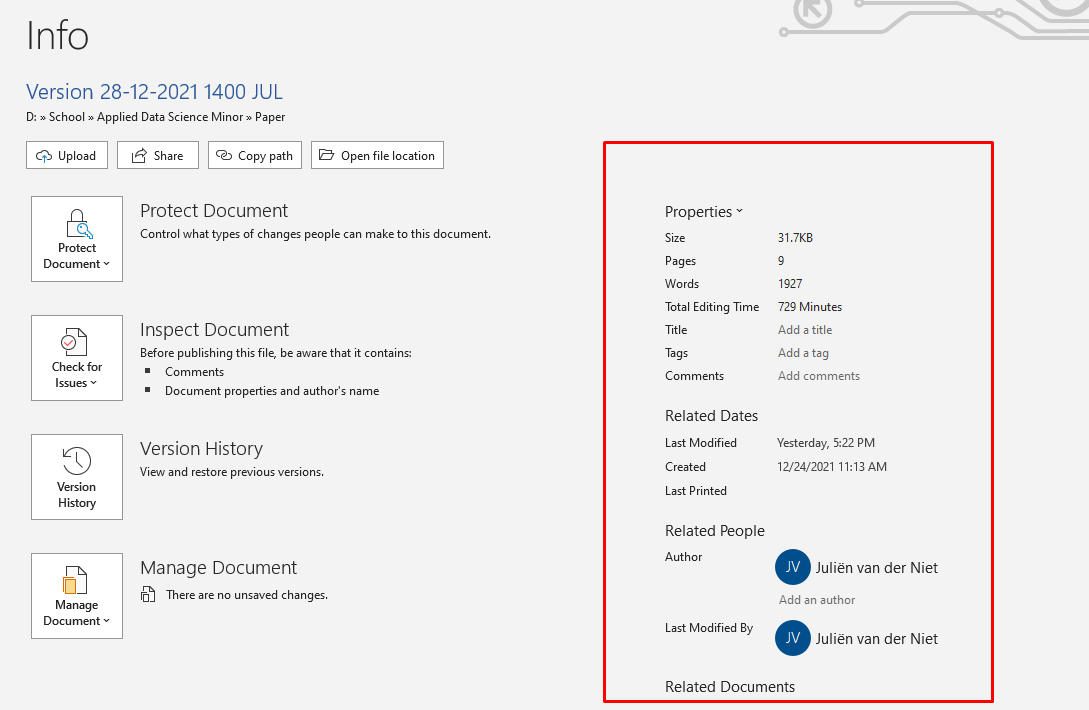 Info
Version 28-12-2021 1400 JUL
D: » School » Applied Data Science Minor » Paper
Upload
Share
Copy path
Open file location
Protect Document
Protect Document
Control what types of changes people can make to this document.
Check for Issues
Inspect Document
Before publishing this file, be aware that it contains:
Comments
Document properties and author's name
Version History
Version History
View and restore previous versions.
Manage Document
Manage Document
There are no unsaved changes.
Properties
Size 31.7KB
Pages 9
Words 1927
Total Editing Time 729 Minutes
Title Add a title
Tags Add a tag
Comments Add comments
Related Dates
Last Modified Yesterday, 5:22 PM
Created 12/24/2021 11:13 AM
Last Printed
Related People
Author JV Juliën van der Niet
Add an author
Last Modified By JV Juliën van der Niet
Related Documents